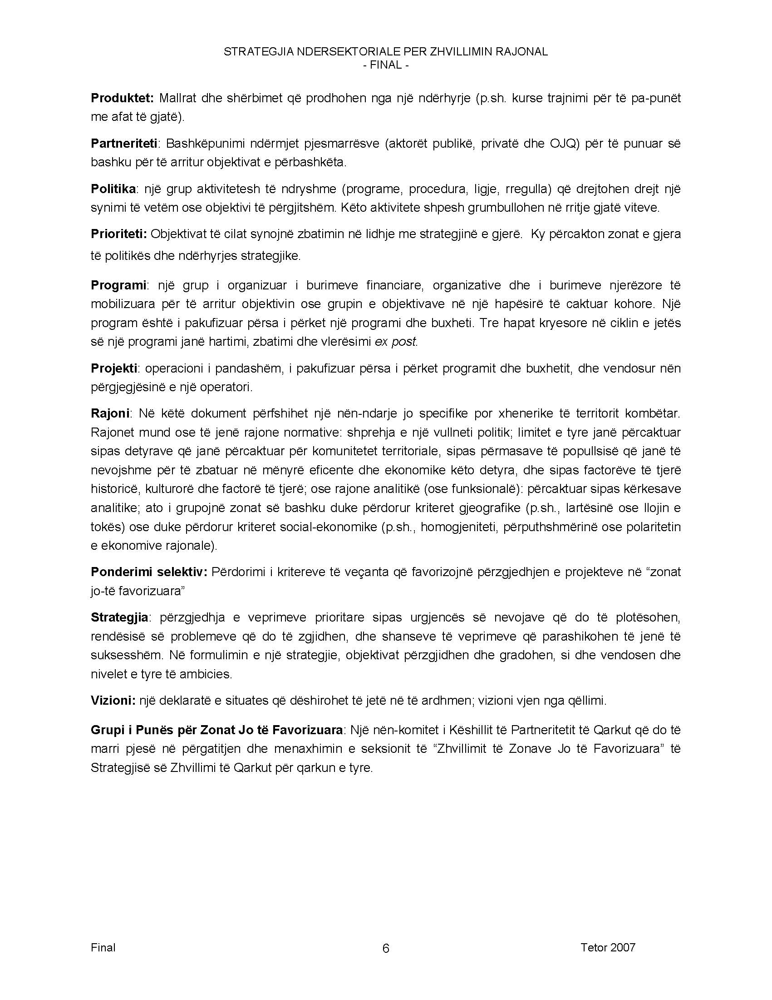 STRATEGJIA NDERSEKTORIALE PER ZHVILLIMIN RAJONAL
- FINAL -
Produktet: Mallrat dhe shërbimet që prodhohen nga një ndërhyrje (p.sh. kurse trajnimi për të pa-punët
me afat të gjatë).
Partneriteti: Bashkëpunimi ndërmjet pjesmarrësve (aktorët publikë, privatë dhe OJQ) për të punuar së
bashku për të arritur objektivat e përbashkëta.
Politika: një grup aktivitetesh të ndryshme (programe, procedura, ligje, rregulla) që drejtohen drejt një
synimi të vetëm ose objektivi të përgjitshëm. Këto aktivitete shpesh grumbullohen në rritje gjatë viteve.
Prioriteti: Objektivat të cilat synojnë zbatimin në lidhje me strategjinë e gjerë.  Ky përcakton zonat e gjera
të politikës dhe ndërhyrjes strategjike.
Programi: një grup i organizuar i burimeve financiare, organizative dhe i burimeve njerëzore të
mobilizuara për të arritur objektivin ose grupin e objektivave në një hapësirë të caktuar kohore. Një
program është i pakufizuar përsa i përket një programi dhe buxheti. Tre hapat kryesore në ciklin e jetës
së një programi janë hartimi, zbatimi dhe vlerësimi ex post.
Projekti: operacioni i pandashëm, i pakufizuar përsa i përket programit dhe buxhetit, dhe vendosur nën
përgjegjësinë e një operatori.
Rajoni: Në këtë dokument përfshihet një nën-ndarje jo specifike por xhenerike të territorit kombëtar.
Rajonet mund ose të jenë rajone normative: shprehja e një vullneti politik; limitet e tyre janë përcaktuar
sipas detyrave që janë përcaktuar për komunitetet territoriale, sipas përmasave të popullsisë që janë të
nevojshme për të zbatuar në mënyrë eficente dhe ekonomike këto detyra, dhe sipas factorëve të tjerë
historicë, kulturorë dhe factorë të tjerë; ose rajone analitikë (ose funksionalë): përcaktuar sipas kërkesave
analitike; ato i grupojnë zonat së bashku duke përdorur kriteret gjeografike (p.sh., lartësinë ose llojin e
tokës) ose duke përdorur kriteret social-ekonomike (p.sh., homogjeniteti, përputhshmërinë ose polaritetin
e ekonomive rajonale).
Ponderimi selektiv: Përdorimi i kritereve të veçanta që favorizojnë përzgjedhjen e projekteve në “zonat
jo-të favorizuara”
Strategjia: përzgjedhja e veprimeve prioritare sipas urgjencës së nevojave që do të plotësohen,
rendësisë së problemeve që do të zgjidhen, dhe shanseve të veprimeve që parashikohen të jenë të
suksesshëm. Në formulimin e një strategjie, objektivat përzgjidhen dhe gradohen, si dhe vendosen dhe
nivelet e tyre të ambicies.
Vizioni: një deklaratë e situates që dëshirohet të jetë në të ardhmen; vizioni vjen nga qëllimi.
Grupi i Punës për Zonat Jo të Favorizuara: Një nën-komitet i Këshillit të Partneritetit të Qarkut që do të
marri pjesë në përgatitjen dhe menaxhimin e seksionit të “Zhvillimit të Zonave Jo të Favorizuara” të
Strategjisë së Zhvillimi të Qarkut për qarkun e tyre.
Final 6 Tetor 2007